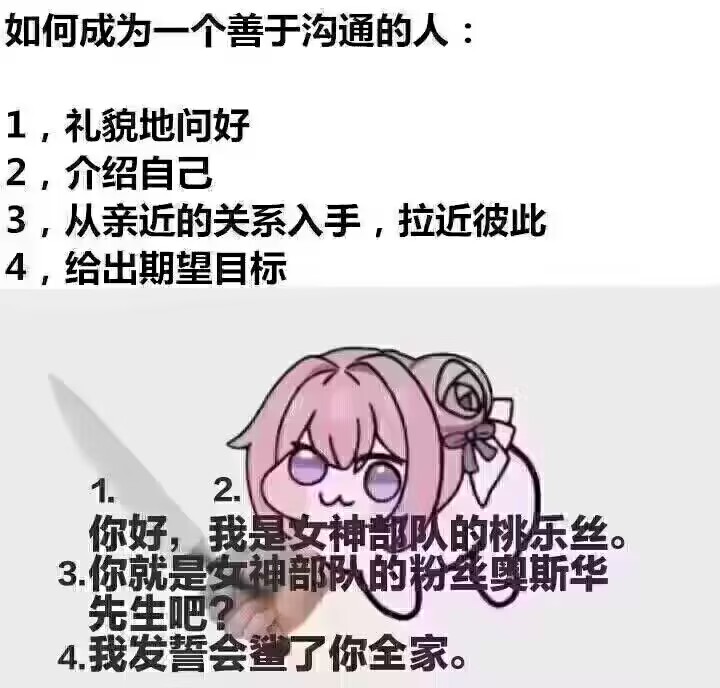 如何成为一个善于沟通的人：
1，礼貌地问好
2，介绍自己
3，从亲近的关系入手，拉近彼此
4，给出期望目标
1. 2.
你好，我是女神部队的桃乐丝。
3.你就是女神部队的粉丝奥斯华
先生吧？
4.我发誓会鲨了你全家。